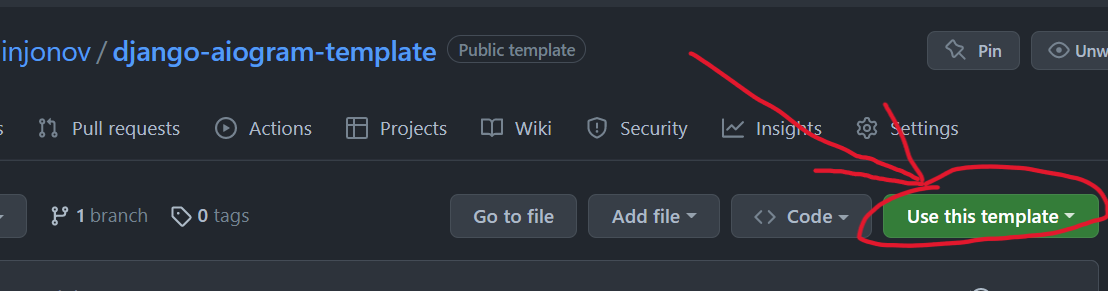 injonov / django-aiogram-template Public template Pin Unw
s Pull requests Actions Projects Wiki Security Insights Settings
1 branch 0 tags Go to file Add file <> Code Use this template